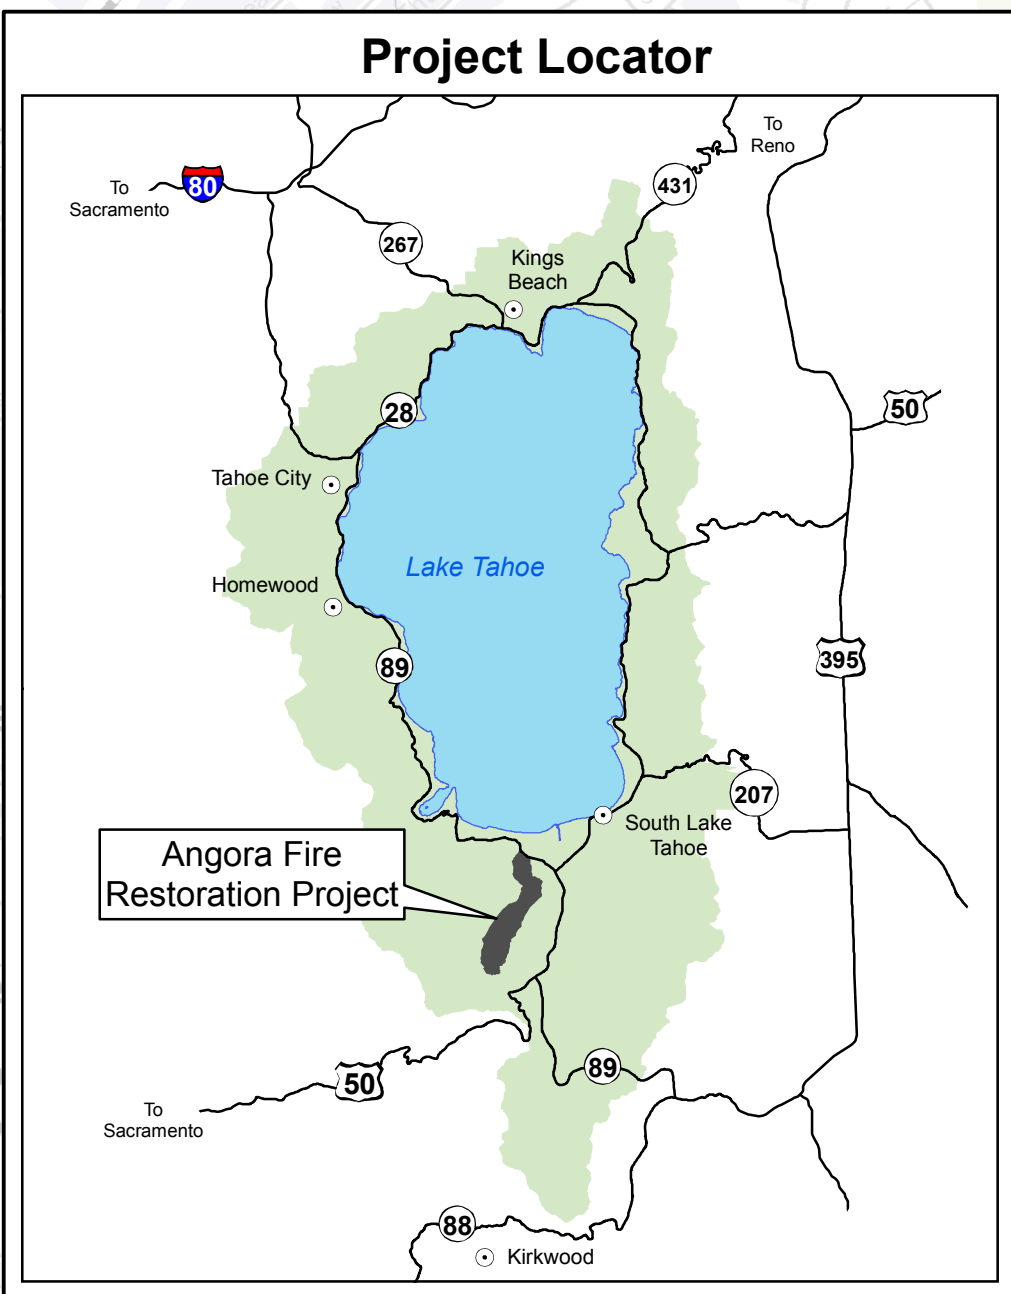 Project Locator
To
Reno
To
Sacramento
80
431
267
Kings
Beach
28
50
Tahoe City
Lake Tahoe
Homewood
89
395
207
South Lake
Tahoe
Angora Fire
Restoration Project
50
89
To
Sacramento
88
Kirkwood